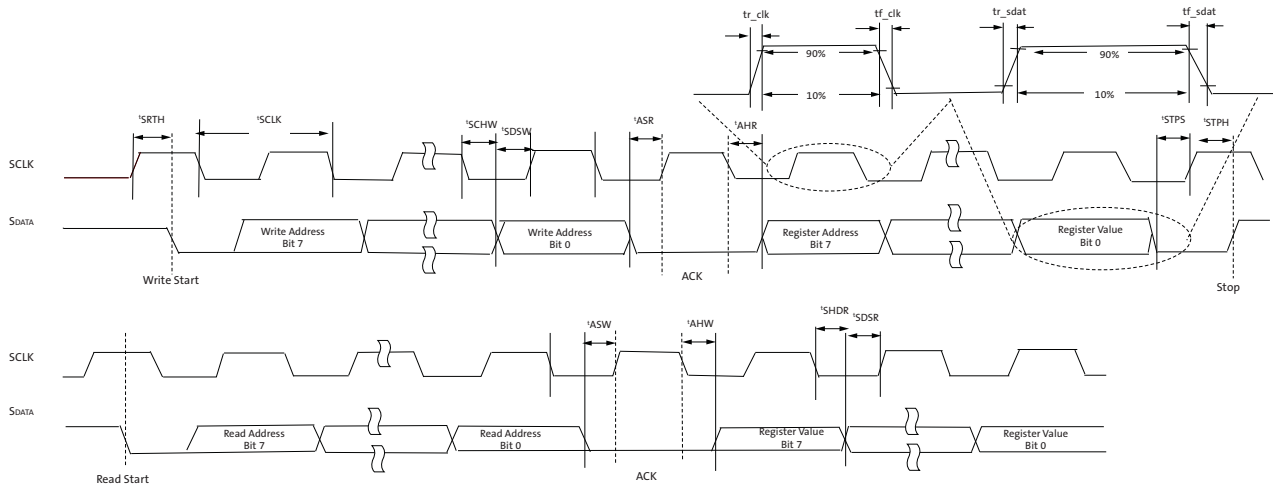 tr_clk tf_clk tr_sdat tf_sdat
90% 90%
10% 10%
tSRTH tSCLK tSCHW tSDSW tASR tAHR tSTPS tSTPH
SCLK
SDATA
Write Address
Bit 7
Write Address
Bit 0
Register Address
Bit 7
Register Value
Bit 0
Write Start
ACK
Stop
tASW tAHW tSHDR tSDSR
SCLK
SDATA
Read Address
Bit 7
Read Address
Bit 0
Register Value
Bit 7
Register Value
Bit 0
Read Start
ACK